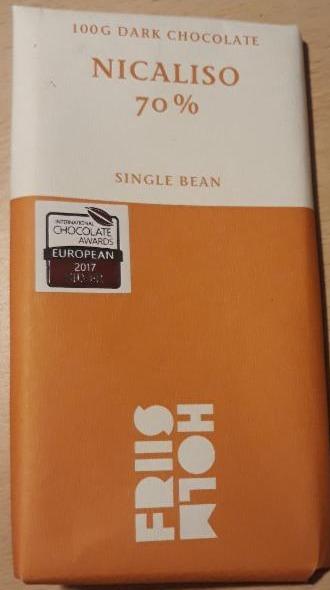 100G DARK CHOCOLATE
NICALISO
70%
SINGLE BEAN
INTERNATIONAL
CHOCOLATE
AWARDS
EUROPEAN
2017
FRIIS
HOLM